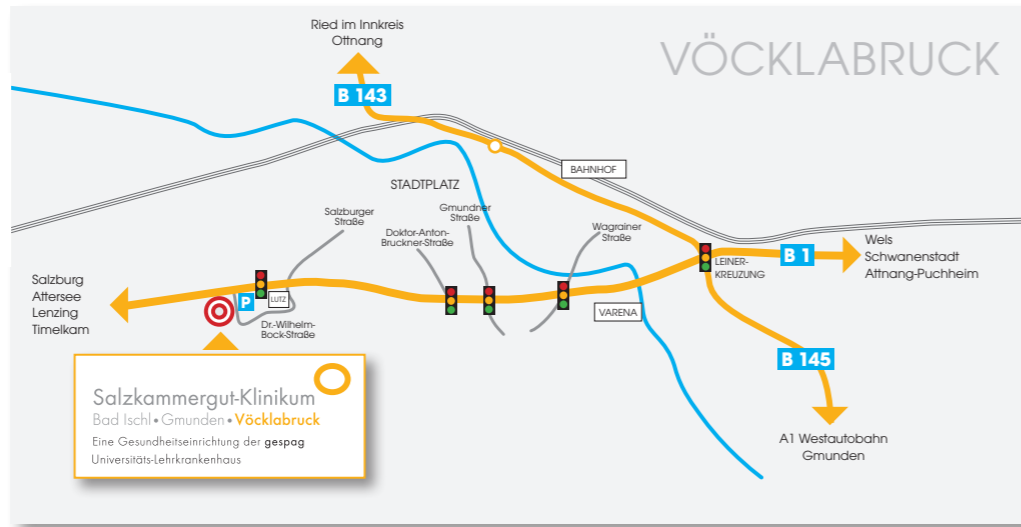 Ried im Innkreis
Ottnang
VÖCKLABRUCK
B 143
BAHNHOF
STADTPLATZ
Salzburger
Straße
Gmundner
Straße
Doktor-Anton-
Bruckner-Straße
Wagrainer
Straße
B 1
Wels
Schwanenstadt
Attnang-Puchheim
LEINER-
KREUZUNG
Salzburg
Attersee
Lenzing
Timelkam
P
LUTZ
VARENA
Dr.-Wilhelm-
Bock-Straße
B 145
A1 Westautobahn
Gmunden
Salzkammergut-Klinikum
Bad Ischl • Gmunden • Vöcklabruck
Eine Gesundheitseinrichtung der gespag
Universitäts-Lehrkrankenhaus